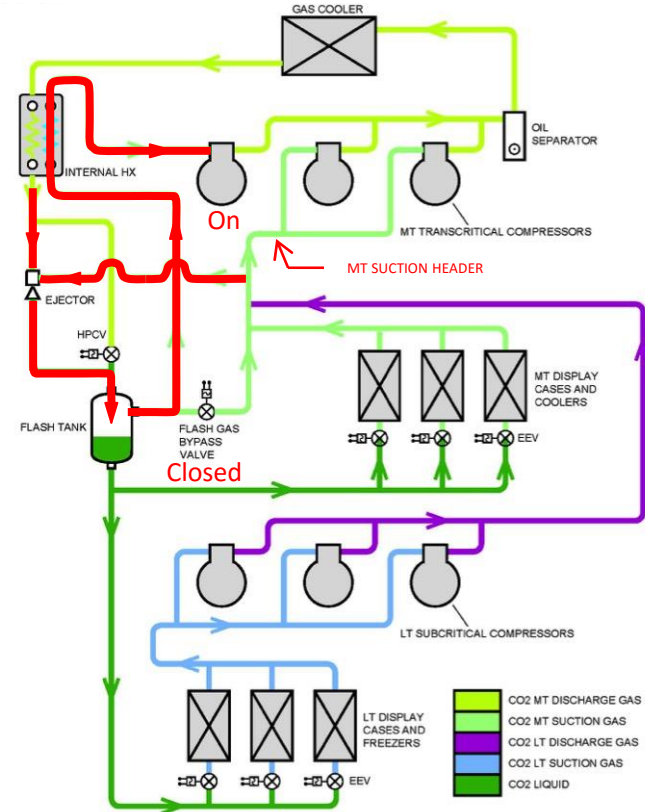 GAS COOLER
OIL
SEPARATOR
INTERNAL HX
On
MT TRANSCRITICAL COMPRESSORS
MT SUCTION HEADER
EJECTOR
HPCV
FLASH TANK
FLASH GAS
BYPASS
VALVE
Closed
MT DISPLAY
CASES AND
COOLERS
EEV
LT SUBCRITICAL COMPRESSORS
LT DISPLAY
CASES AND
FREEZERS
EEV
CO2 MT DISCHARGE GAS
CO2 MT SUCTION GAS
CO2 LT DISCHARGE GAS
CO2 LT SUCTION GAS
CO2 LIQUID